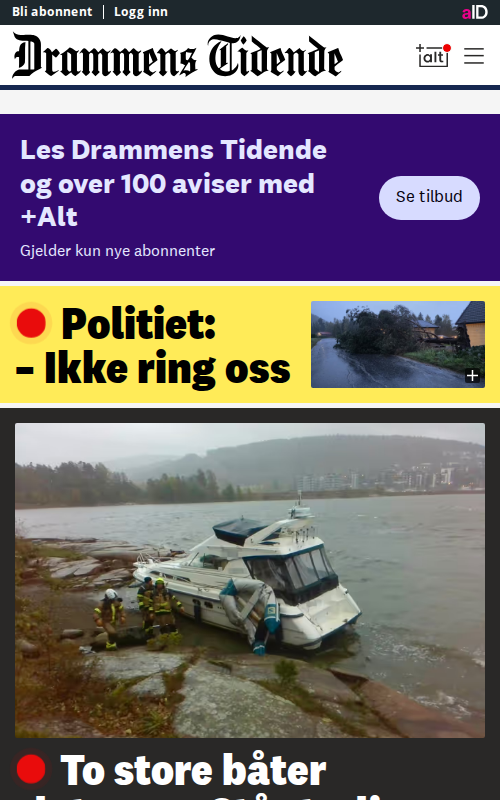 Bli abonnent
Logg inn
aID
Drammens Tidende
+alt
Les Drammens Tidende
og over 100 aviser med
+Alt
Se tilbud
Gjelder kun nye abonnenter
Politiet:
– Ikke ring oss
To store båter